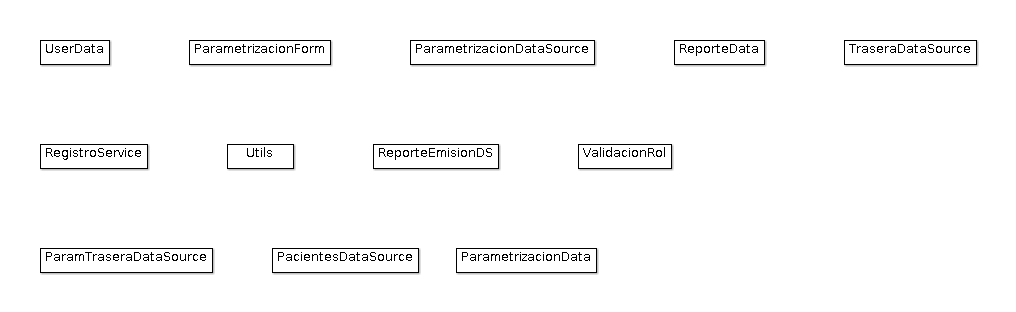 UserData
ParametrizacionForm
ParametrizacionDataSource
ReporteData
TraseraDataSource
RegistroService
Utils
ReporteEmisionDS
ValidacionRol
ParamTraseraDataSource
PacientesDataSource
ParametrizacionData